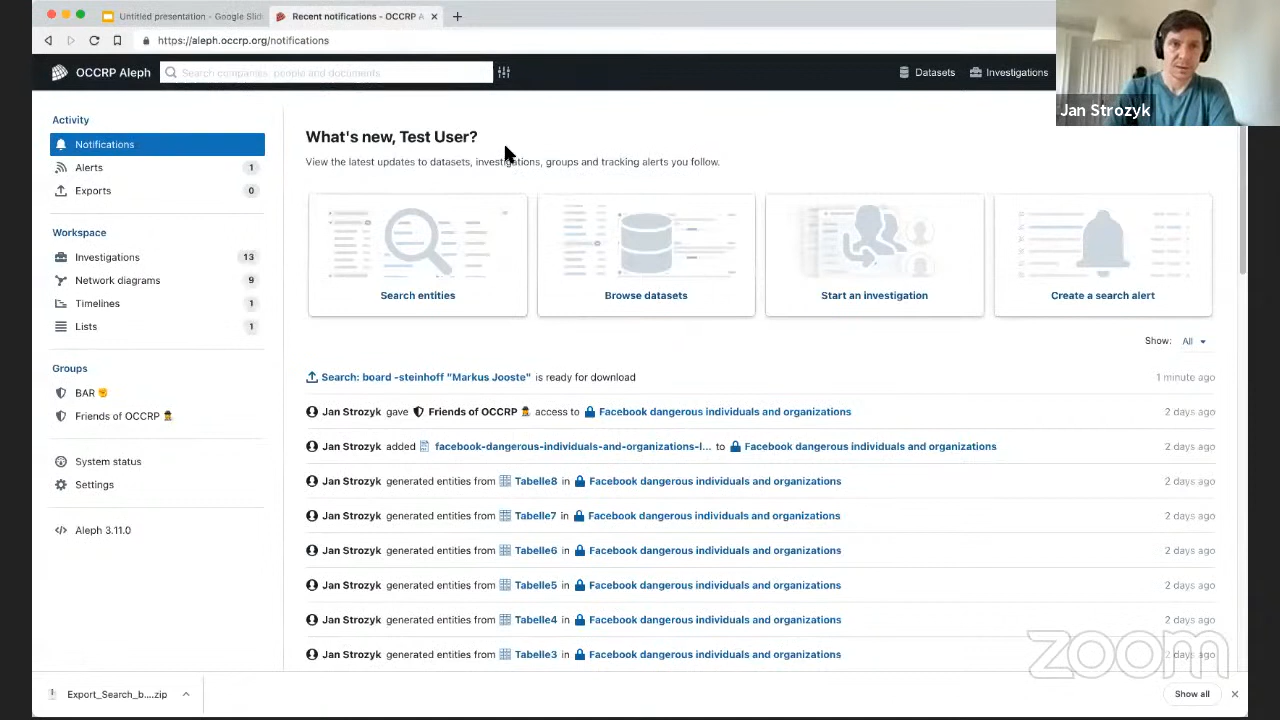 Untitled presentation - Google Slid
Recent notifications - OCCRP A
https://aleph.occrp.org/notifications
OCCRP Aleph
Search companies, people and documents
Datasets
Investigations
Jan Strozyk
Activity
Notifications
Alerts 1
Exports 0
Workspace
Investigations 13
Network diagrams 9
Timelines 1
Lists 1
Groups
BAR
Friends of OCCRP
System status
Settings
Aleph 3.11.0
What's new, Test User?
View the latest updates to datasets, investigations, groups and tracking alerts you follow.
Search entities
Browse datasets
Start an investigation
Create a search alert
Show: All
Search: board -steinhoff "Markus Jooste" is ready for download 1 minute ago
Jan Strozyk gave Friends of OCCRP access to Facebook dangerous individuals and organizations 2 days ago
Jan Strozyk added facebook-dangerous-individuals-and-organizations-l... to Facebook dangerous individuals and organizations 2 days ago
Jan Strozyk generated entities from Tabelle8 in Facebook dangerous individuals and organizations 2 days ago
Jan Strozyk generated entities from Tabelle7 in Facebook dangerous individuals and organizations 2 days ago
Jan Strozyk generated entities from Tabelle6 in Facebook dangerous individuals and organizations 2 days ago
Jan Strozyk generated entities from Tabelle5 in Facebook dangerous individuals and organizations 2 days ago
Jan Strozyk generated entities from Tabelle4 in Facebook dangerous individuals and organizations 2 days ago
Jan Strozyk generated entities from Tabelle3 in Facebook dangerous individuals and organizations 2 days ago
zoom
Export_Search_b....zip
Show all